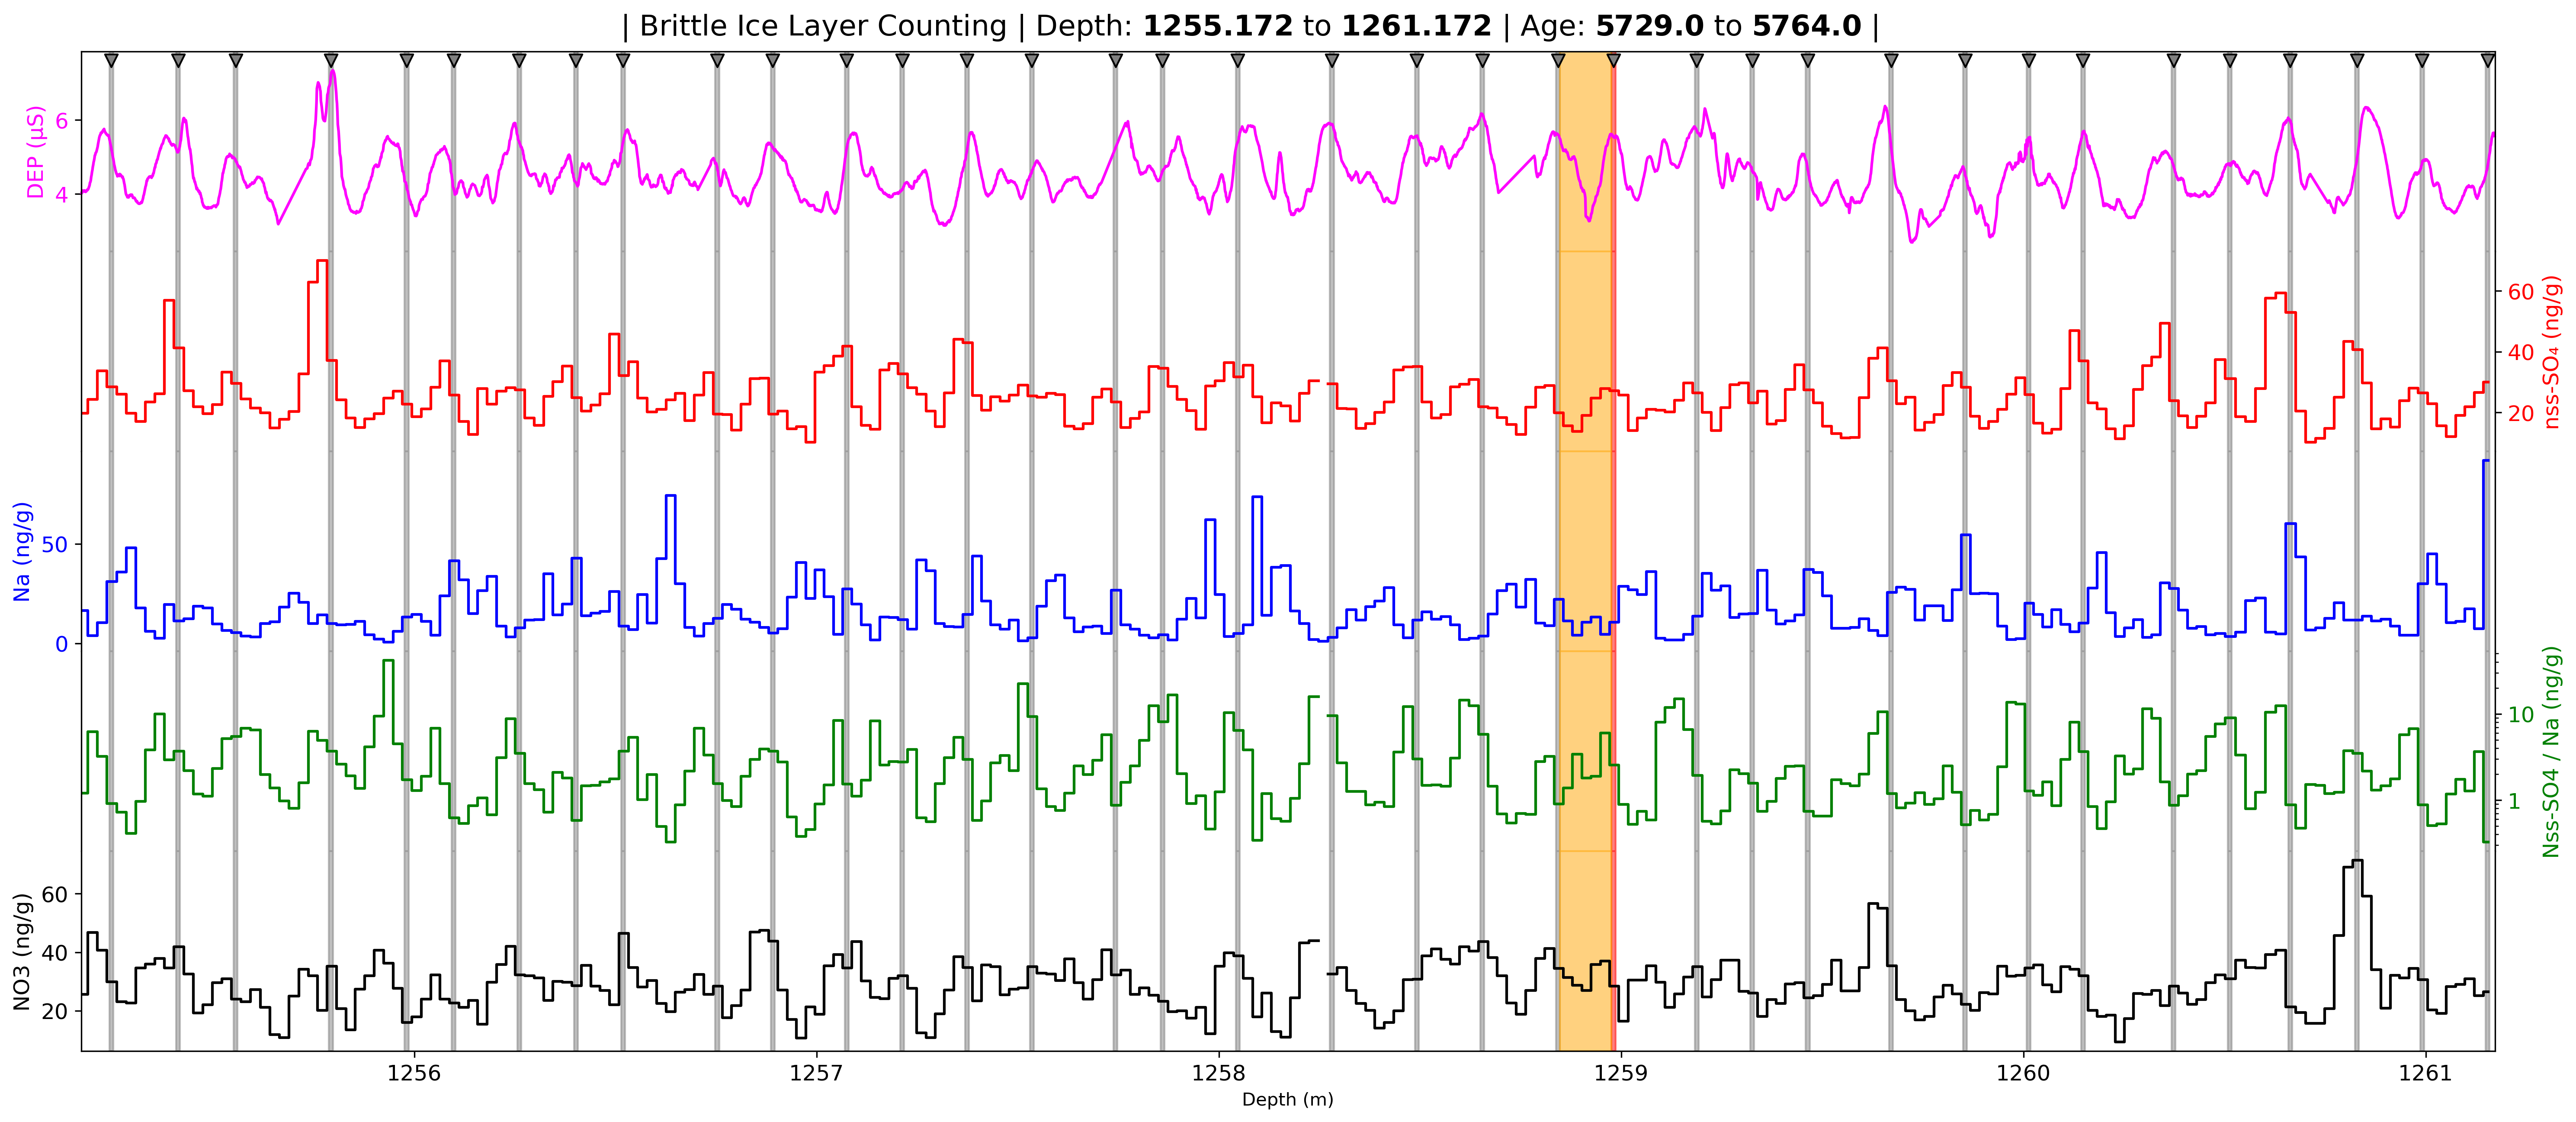 | Brittle Ice Layer Counting | Depth: 1255.172 to 1261.172 | Age: 5729.0 to 5764.0 |
DEP (μS)
6
4
60
40
20
nss-SO₄ (ng/g)
Na (ng/g)
50
0
10
1
Nss-SO4 / Na (ng/g)
NO3 (ng/g)
60
40
20
1256 1257 1258 1259 1260 1261
Depth (m)